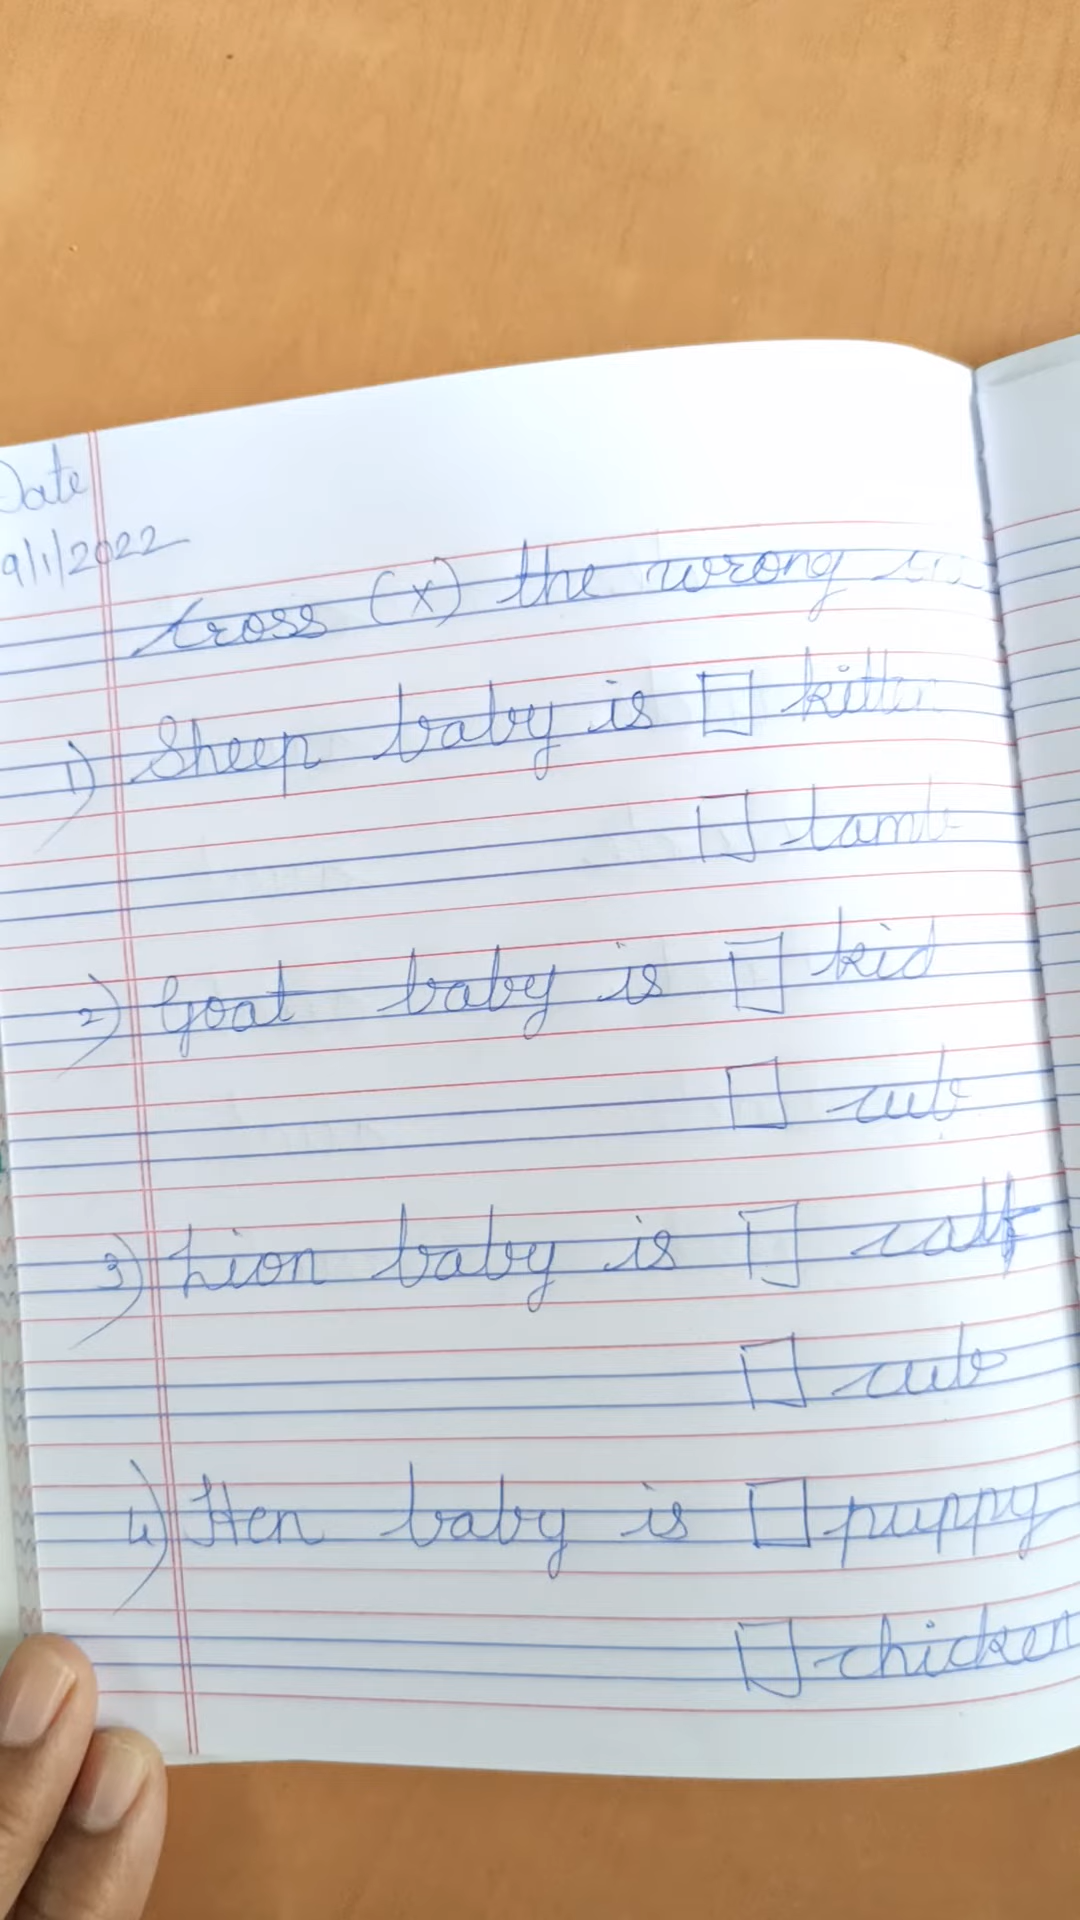 Date
9/1/2022
Cross (x) the wrong
1) Sheep baby is kitten
lamb
2) Goat baby is kid
cub
3) Lion baby is calf
cub
4) Hen baby is puppy
chicken